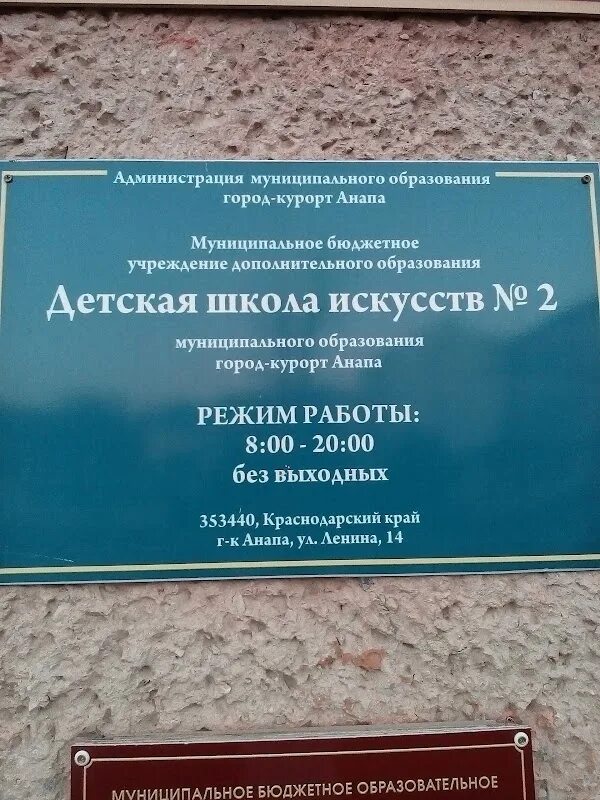 Администрация муниципального образования
город-курорт Анапа
Муниципальное бюджетное
учреждение дополнительного образования
Детская школа искусств № 2
муниципального образования
город-курорт Анапа
РЕЖИМ РАБОТЫ:
8:00 - 20:00
без выходных
353440, Краснодарский край
г-к Анапа, ул. Ленина, 14
МУНИЦИПАЛЬНОЕ БЮДЖЕТНОЕ ОБРАЗОВАТЕЛЬНОЕ